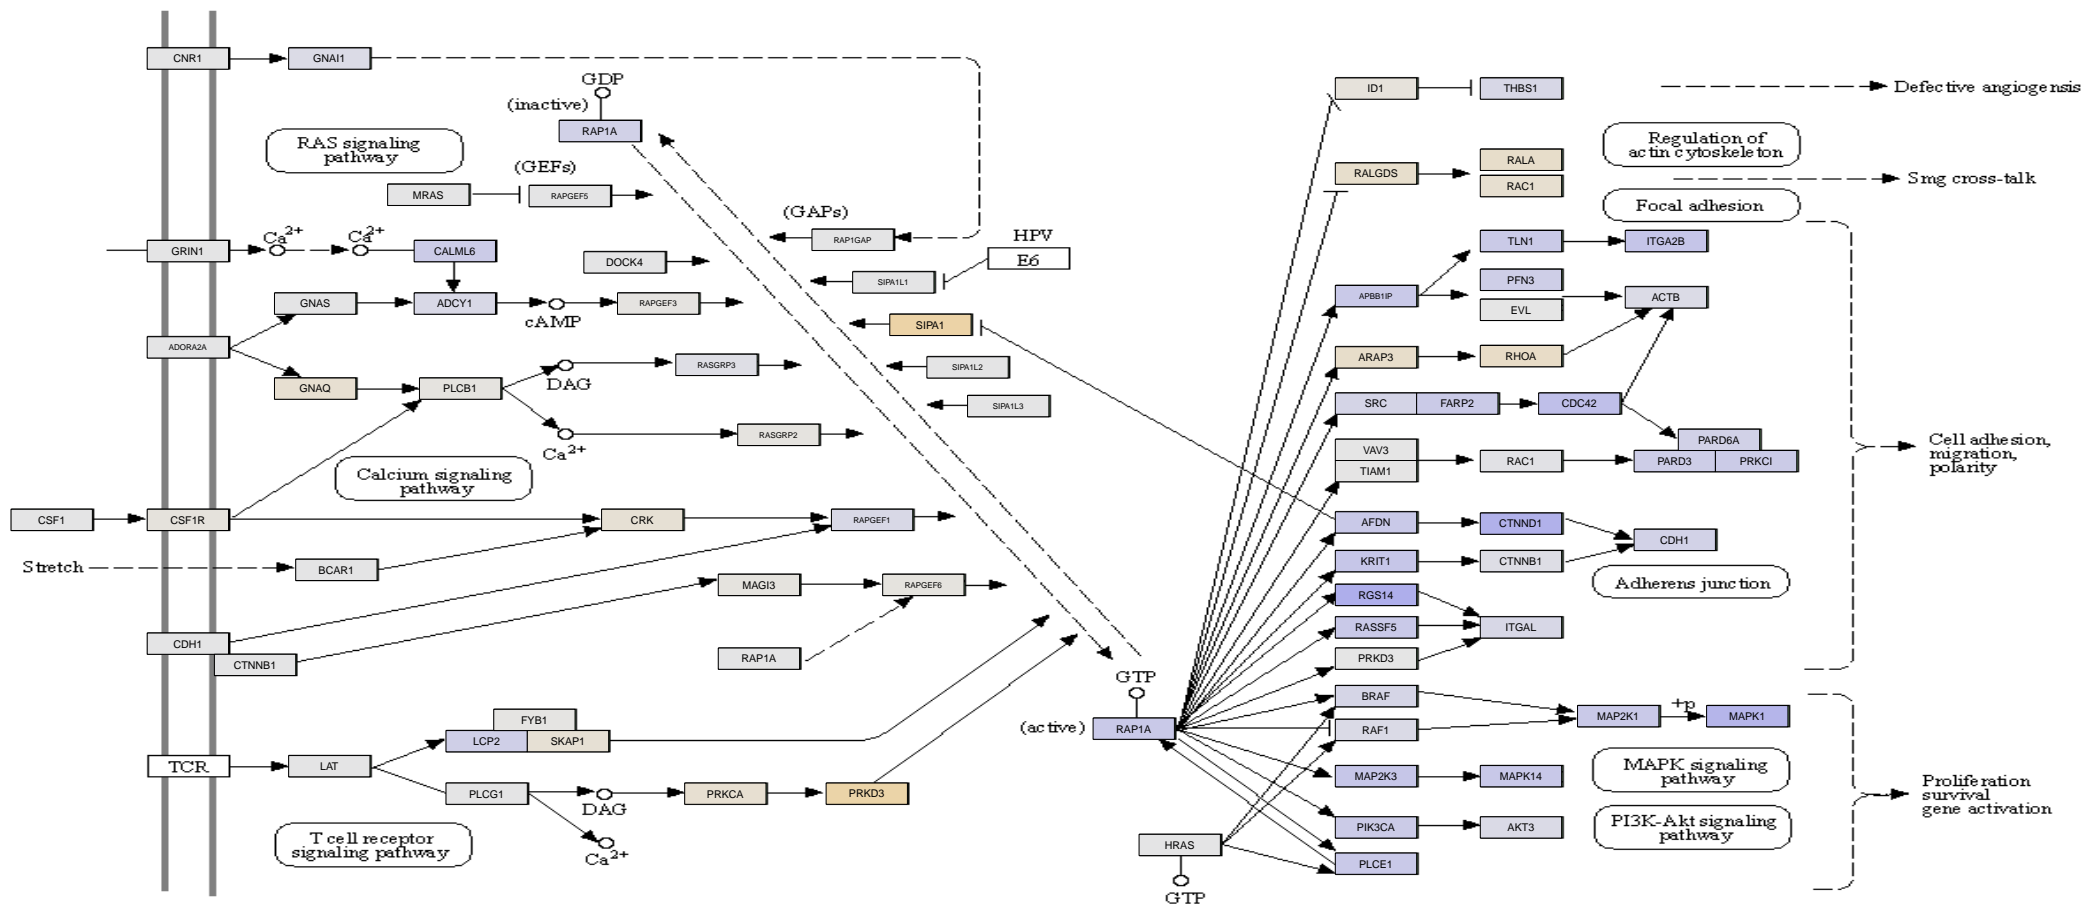 CNR1
GNAI1
GDP
(inactive)
RAP1A
RAS signaling
pathway
(GEFs)
MRAS
RAPGEF5
(GAPs)
RAP1GAP
HPV
E6
GRIN1
Ca2+
Ca2+
CALML6
DOCK4
SIPA1L1
GNAS
ADCY1
cAMP
RAPGEF3
SIPA1
ADORA2A
GNAQ
PLCB1
DAG
RASGRP3
SIPA1L2
SIPA1L3
Ca2+
RASGRP2
Calcium signaling
pathway
CSF1
CSF1R
CRK
RAPGEF1
Stretch
BCAR1
MAGI3
RAPGEF6
CDH1
CTNNB1
RAP1A
FYB1
LCP2
SKAP1
TCR
LAT
PLCG1
DAG
PRKCA
PRKD3
Ca2+
T cell receptor
signaling pathway
GTP
(active)
RAP1A
HRAS
GTP
ID1
THBS1
Defective angiogensis
RALGDS
RALA
RAC1
Regulation of
actin cytoskeleton
Smg cross-talk
Focal adhesion
TLN1
ITGA2B
APBB1IP
PFN3
EVL
ACTB
ARAP3
RHOA
SRC
FARP2
CDC42
VAV3
TIAM1
RAC1
PARD6A
PARD3
PRKCI
Cell adhesion,
migration,
polarity
AFDN
CTNND1
CDH1
KRIT1
CTNNB1
Adherens junction
RGS14
RASSF5
ITGAL
PRKD3
BRAF
RAF1
MAP2K1
+p
MAPK1
MAP2K3
MAPK14
MAPK signaling
pathway
PIK3CA
AKT3
PI3K-Akt signaling
pathway
PLCE1
Proliferation
survival
gene activation